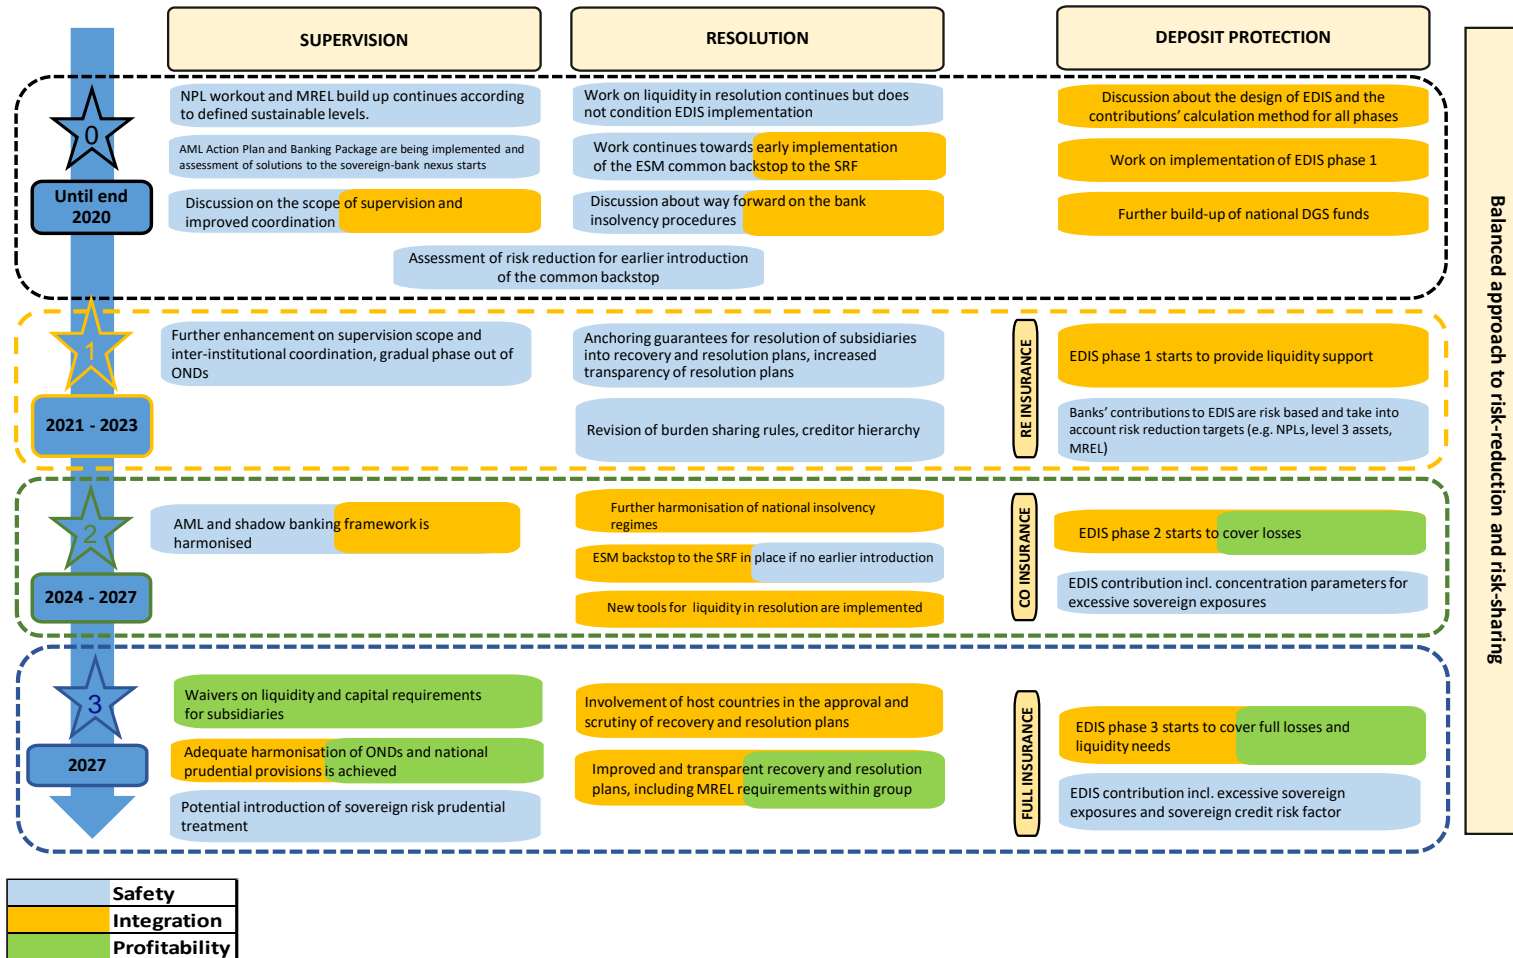 SUPERVISION
RESOLUTION
DEPOSIT PROTECTION
Balanced approach to risk-reduction and risk-sharing
0
Until end
2020
NPL workout and MREL build up continues according
to defined sustainable levels.
AML Action Plan and Banking Package are being implemented and
assessment of solutions to the sovereign-bank nexus starts
Discussion on the scope of supervision and
improved coordination
Work on liquidity in resolution continues but does
not condition EDIS implementation
Work continues towards early implementation
of the ESM common backstop to the SRF
Discussion about way forward on the bank
insolvency procedures
Discussion about the design of EDIS and the
contributions' calculation method for all phases
Work on implementation of EDIS phase 1
Further build-up of national DGS funds
Assessment of risk reduction for earlier introduction
of the common backstop
1
2021 - 2023
Further enhancement on supervision scope and
inter-institutional coordination, gradual phase out of
ONDs
Anchoring guarantees for resolution of subsidiaries
into recovery and resolution plans, increased
transparency of resolution plans
Revision of burden sharing rules, creditor hierarchy
RE INSURANCE
EDIS phase 1 starts to provide liquidity support
Banks' contributions to EDIS are risk based and take into
account risk reduction targets (e.g. NPLs, level 3 assets,
MREL)
2
2024 - 2027
AML and shadow banking framework is
harmonised
Further harmonisation of national insolvency
regimes
ESM backstop to the SRF in place if no earlier introduction
New tools for liquidity in resolution are implemented
CO INSURANCE
EDIS phase 2 starts to cover losses
EDIS contribution incl. concentration parameters for
excessive sovereign exposures
3
2027
Waivers on liquidity and capital requirements
for subsidiaries
Adequate harmonisation of ONDs and national
prudential provisions is achieved
Potential introduction of sovereign risk prudential
treatment
Involvement of host countries in the approval and
scrutiny of recovery and resolution plans
Improved and transparent recovery and resolution
plans, including MREL requirements within group
FULL INSURANCE
EDIS phase 3 starts to cover full losses and
liquidity needs
EDIS contribution incl. excessive sovereign
exposures and sovereign credit risk factor
Safety
Integration
Profitability